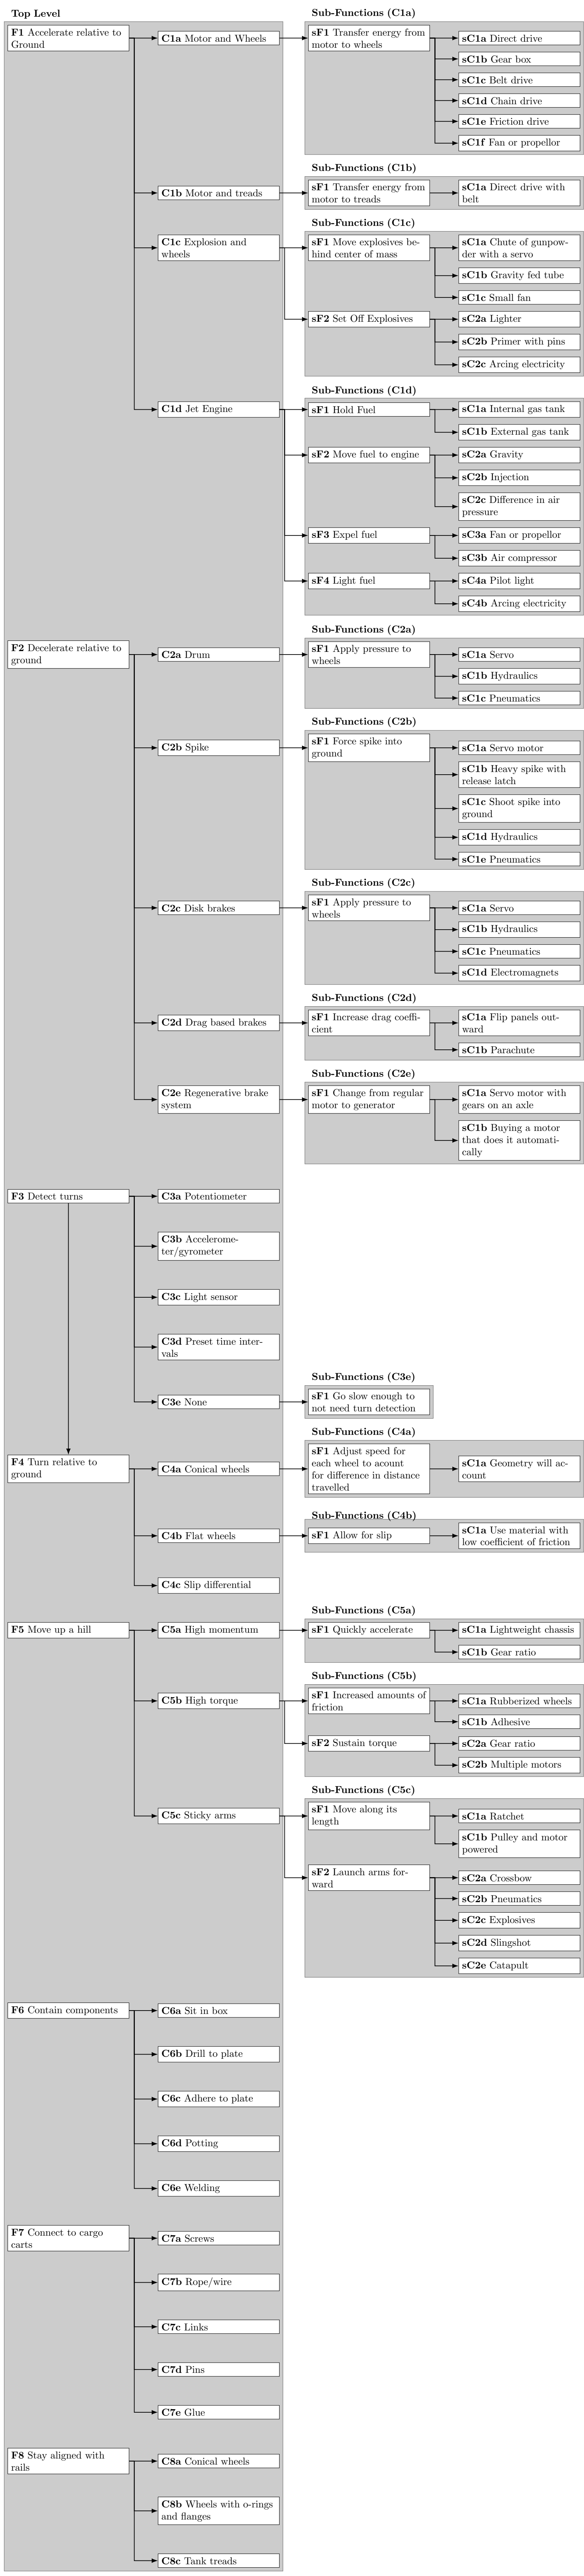 Top Level
Sub-Functions (C1a)
F1 Accelerate relative to
Ground
C1a Motor and Wheels
sF1 Transfer energy from
motor to wheels
sC1a Direct drive
sC1b Gear box
sC1c Belt drive
sC1d Chain drive
sC1e Friction drive
sC1f Fan or propellor
Sub-Functions (C1b)
C1b Motor and treads
sF1 Transfer energy from
motor to treads
sC1a Direct drive with
belt
Sub-Functions (C1c)
C1c Explosion and
wheels
sF1 Move explosives be-
hind center of mass
sC1a Chute of gunpow-
der with a servo
sC1b Gravity fed tube
sC1c Small fan
sF2 Set Off Explosives
sC2a Lighter
sC2b Primer with pins
sC2c Arcing electricity
Sub-Functions (C1d)
C1d Jet Engine
sF1 Hold Fuel
sC1a Internal gas tank
sC1b External gas tank
sF2 Move fuel to engine
sC2a Gravity
sC2b Injection
sC2c Difference in air
pressure
sF3 Expel fuel
sC3a Fan or propellor
sC3b Air compressor
sF4 Light fuel
sC4a Pilot light
sC4b Arcing electricity
Sub-Functions (C2a)
F2 Decelerate relative to
ground
C2a Drum
sF1 Apply pressure to
wheels
sC1a Servo
sC1b Hydraulics
sC1c Pneumatics
Sub-Functions (C2b)
C2b Spike
sF1 Force spike into
ground
sC1a Servo motor
sC1b Heavy spike with
release latch
sC1c Shoot spike into
ground
sC1d Hydraulics
sC1e Pneumatics
Sub-Functions (C2c)
C2c Disk brakes
sF1 Apply pressure to
wheels
sC1a Servo
sC1b Hydraulics
sC1c Pneumatics
sC1d Electromagnets
Sub-Functions (C2d)
C2d Drag based brakes
sF1 Increase drag coeffi-
cient
sC1a Flip panels out-
ward
sC1b Parachute
Sub-Functions (C2e)
C2e Regenerative brake
system
sF1 Change from regular
motor to generator
sC1a Servo motor with
gears on an axle
sC1b Buying a motor
that does it automati-
cally
F3 Detect turns
C3a Potentiometer
C3b Accelerome-
ter/gyrometer
C3c Light sensor
C3d Preset time inter-
vals
Sub-Functions (C3e)
C3e None
sF1 Go slow enough to
not need turn detection
Sub-Functions (C4a)
F4 Turn relative to
ground
C4a Conical wheels
sF1 Adjust speed for
each wheel to acount
for difference in distance
travelled
sC1a Geometry will ac-
count
Sub-Functions (C4b)
C4b Flat wheels
sF1 Allow for slip
sC1a Use material with
low coefficient of friction
C4c Slip differential
Sub-Functions (C5a)
F5 Move up a hill
C5a High momentum
sF1 Quickly accelerate
sC1a Lightweight chassis
sC1b Gear ratio
Sub-Functions (C5b)
C5b High torque
sF1 Increased amounts of
friction
sC1a Rubberized wheels
sC1b Adhesive
sF2 Sustain torque
sC2a Gear ratio
sC2b Multiple motors
Sub-Functions (C5c)
C5c Sticky arms
sF1 Move along its
length
sC1a Ratchet
sC1b Pulley and motor
powered
sF2 Launch arms for-
ward
sC2a Crossbow
sC2b Pneumatics
sC2c Explosives
sC2d Slingshot
sC2e Catapult
F6 Contain components
C6a Sit in box
C6b Drill to plate
C6c Adhere to plate
C6d Potting
C6e Welding
F7 Connect to cargo
carts
C7a Screws
C7b Rope/wire
C7c Links
C7d Pins
C7e Glue
F8 Stay aligned with
rails
C8a Conical wheels
C8b Wheels with o-rings
and flanges
C8c Tank treads